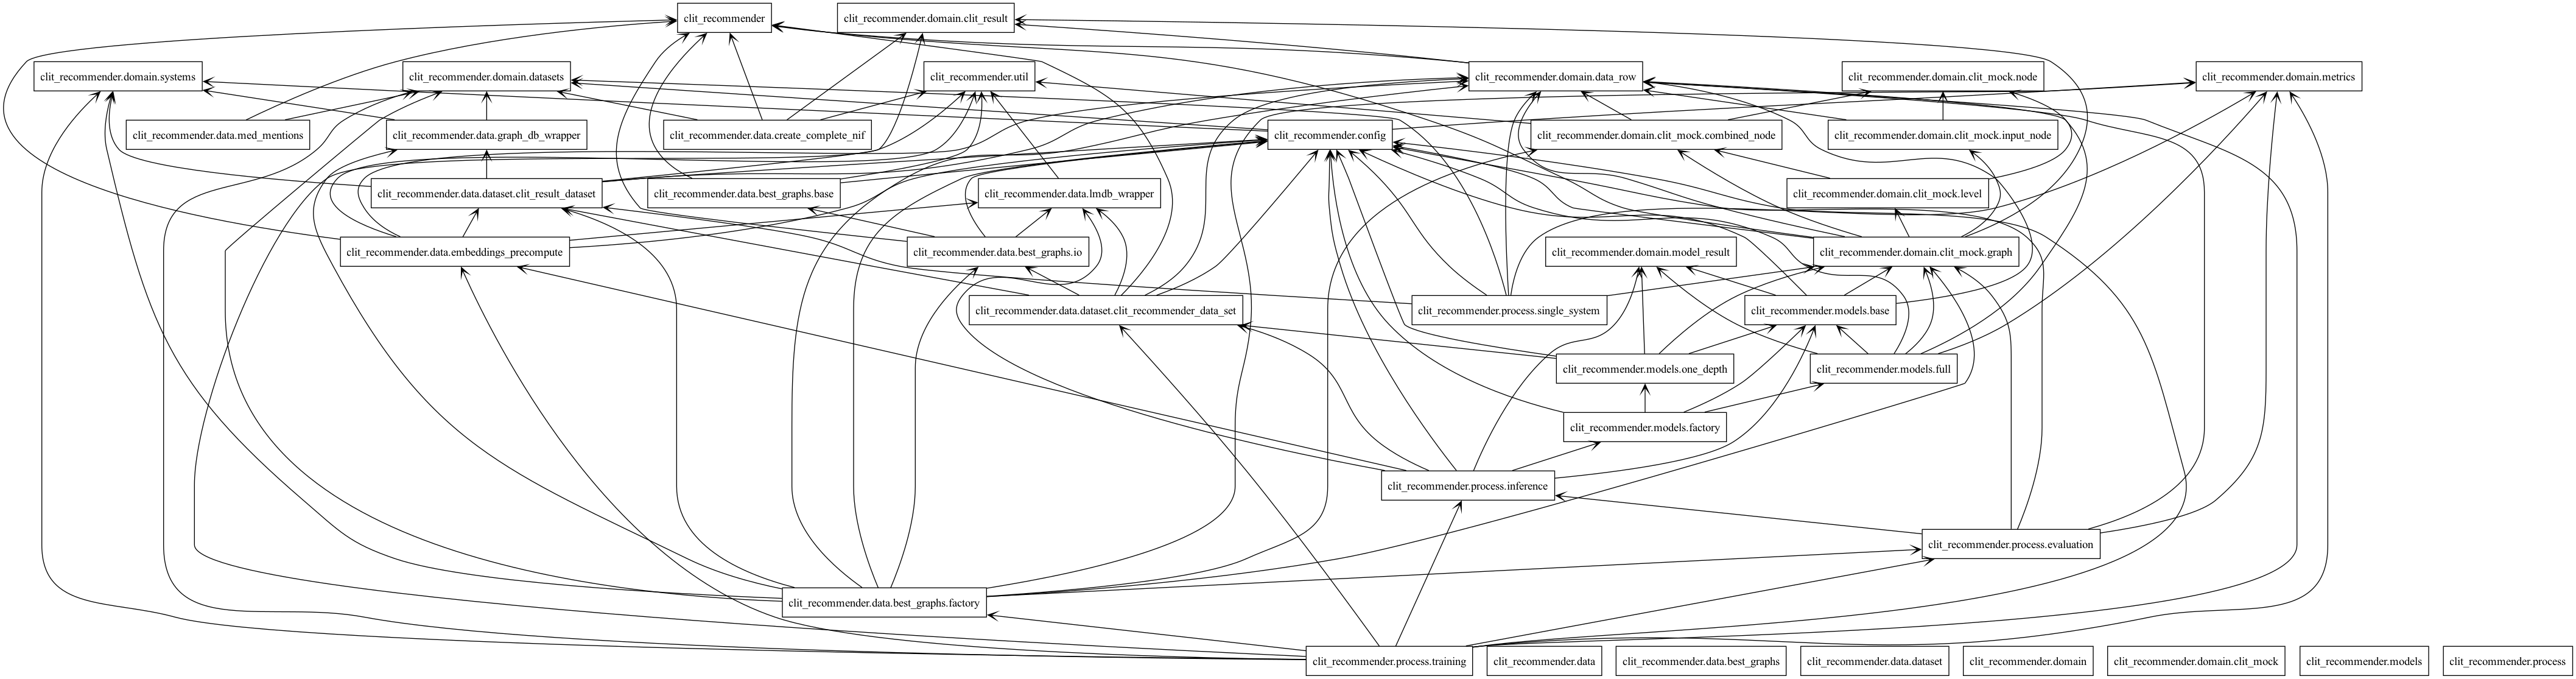 clit_recommender
clit_recommender.domain.clit_result
clit_recommender.domain.systems
clit_recommender.domain.datasets
clit_recommender.util
clit_recommender.domain.data_row
clit_recommender.domain.clit_mock.node
clit_recommender.domain.metrics
clit_recommender.data.med_mentions
clit_recommender.data.graph_db_wrapper
clit_recommender.data.create_complete_nif
clit_recommender.config
clit_recommender.domain.clit_mock.combined_node
clit_recommender.domain.clit_mock.input_node
clit_recommender.data.dataset.clit_result_dataset
clit_recommender.data.best_graphs.base
clit_recommender.data.lmdb_wrapper
clit_recommender.domain.clit_mock.level
clit_recommender.data.embeddings_precompute
clit_recommender.data.best_graphs.io
clit_recommender.domain.model_result
clit_recommender.domain.clit_mock.graph
clit_recommender.data.dataset.clit_recommender_data_set
clit_recommender.process.single_system
clit_recommender.models.base
clit_recommender.models.one_depth
clit_recommender.models.full
clit_recommender.models.factory
clit_recommender.process.inference
clit_recommender.process.evaluation
clit_recommender.data.best_graphs.factory
clit_recommender.process.training
clit_recommender.data
clit_recommender.data.best_graphs
clit_recommender.data.dataset
clit_recommender.domain
clit_recommender.domain.clit_mock
clit_recommender.models
clit_recommender.process